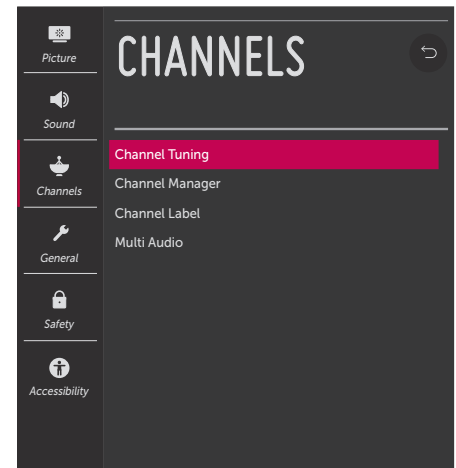 Picture
Sound
Channels
General
Safety
Accessibility
CHANNELS
Channel Tuning
Channel Manager
Channel Label
Multi Audio